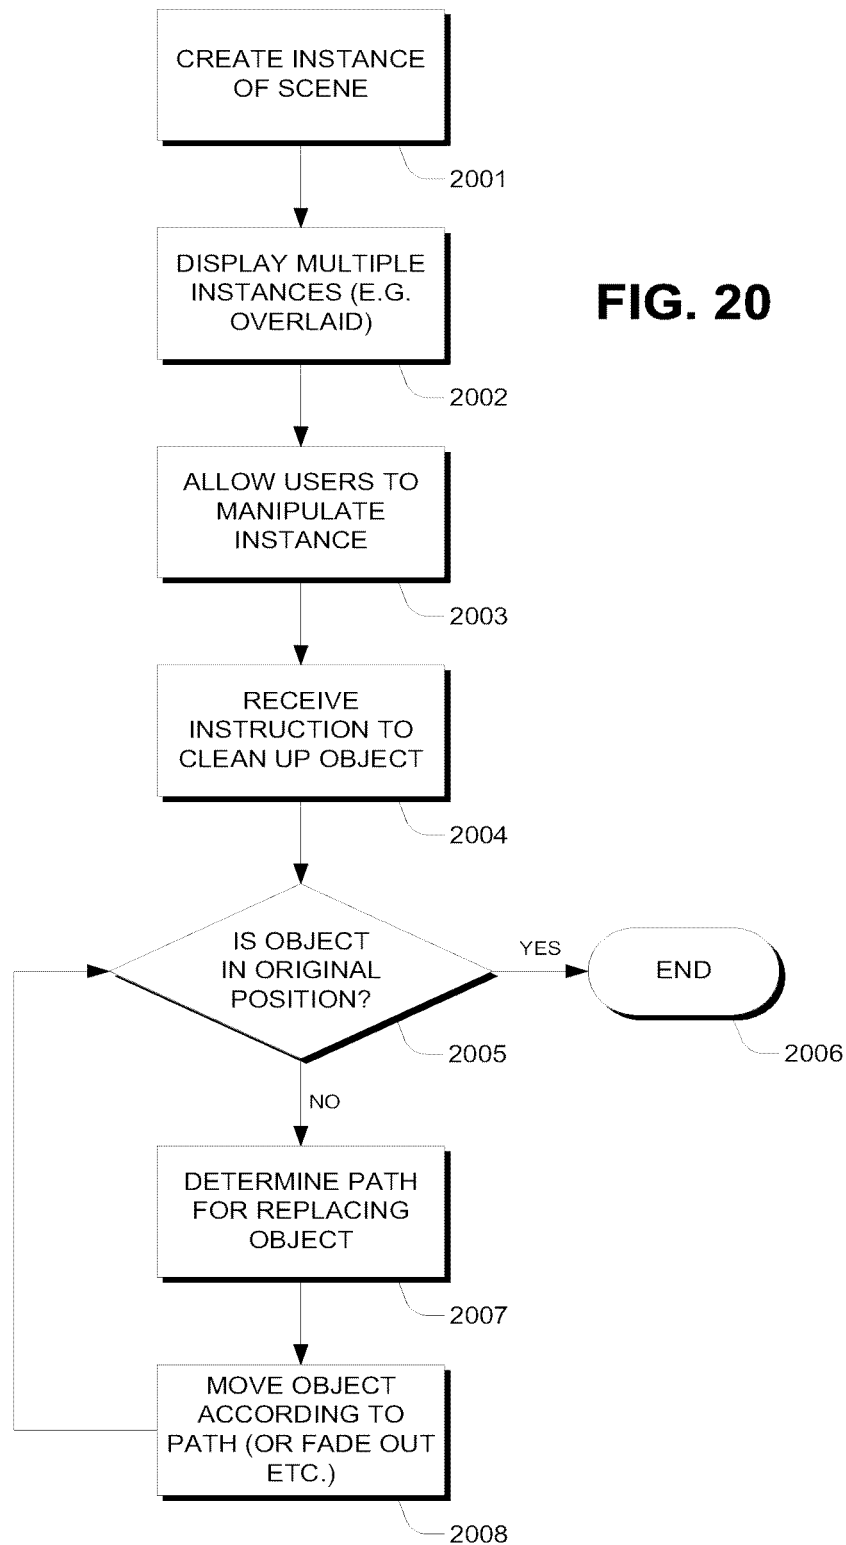 CREATE INSTANCE
OF SCENE
2001
DISPLAY MULTIPLE
INSTANCES (E.G.
OVERLAID)
FIG. 20
2002
ALLOW USERS TO
MANIPULATE
INSTANCE
2003
RECEIVE
INSTRUCTION TO
CLEAN UP OBJECT
2004
IS OBJECT
IN ORIGINAL
POSITION?
YES
END
2005
2006
NO
DETERMINE PATH
FOR REPLACING
OBJECT
2007
MOVE OBJECT
ACCORDING TO
PATH (OR FADE OUT
ETC.)
2008